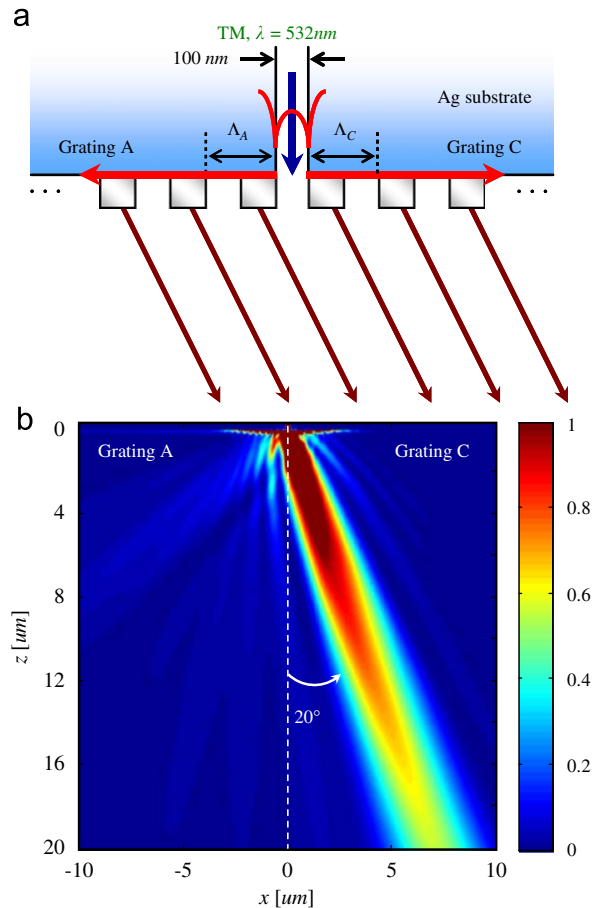 a
TM, λ = 532nm
100 nm
Ag substrate
Grating A
Λ_A
Λ_C
Grating C
· · ·
· · ·
b
0
4
8
12
16
20
z [um]
Grating A
Grating C
20°
-10
-5
0
5
10
x [um]
1
0.8
0.6
0.4
0.2
0